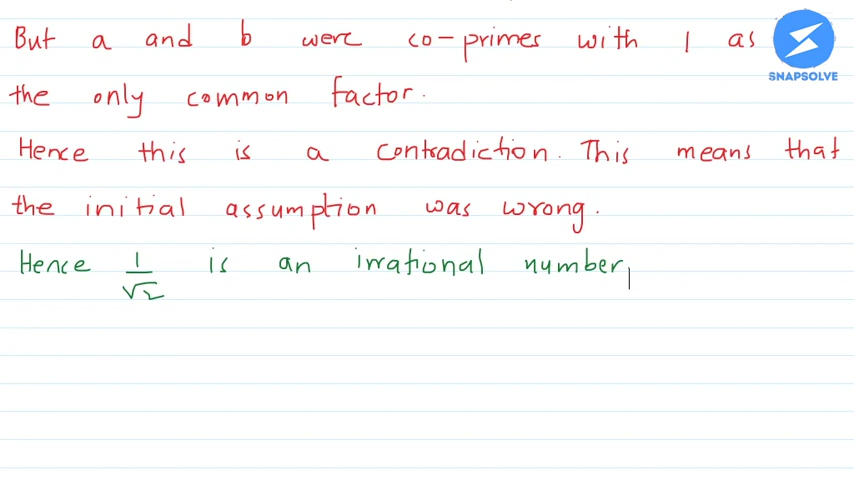 But a and b were co-primes with 1 as
SNAPSOLVE
the only common factor.
Hence this is a contradiction. This means that
the initial assumption was wrong.
Hence 1/√2 is an irrational number